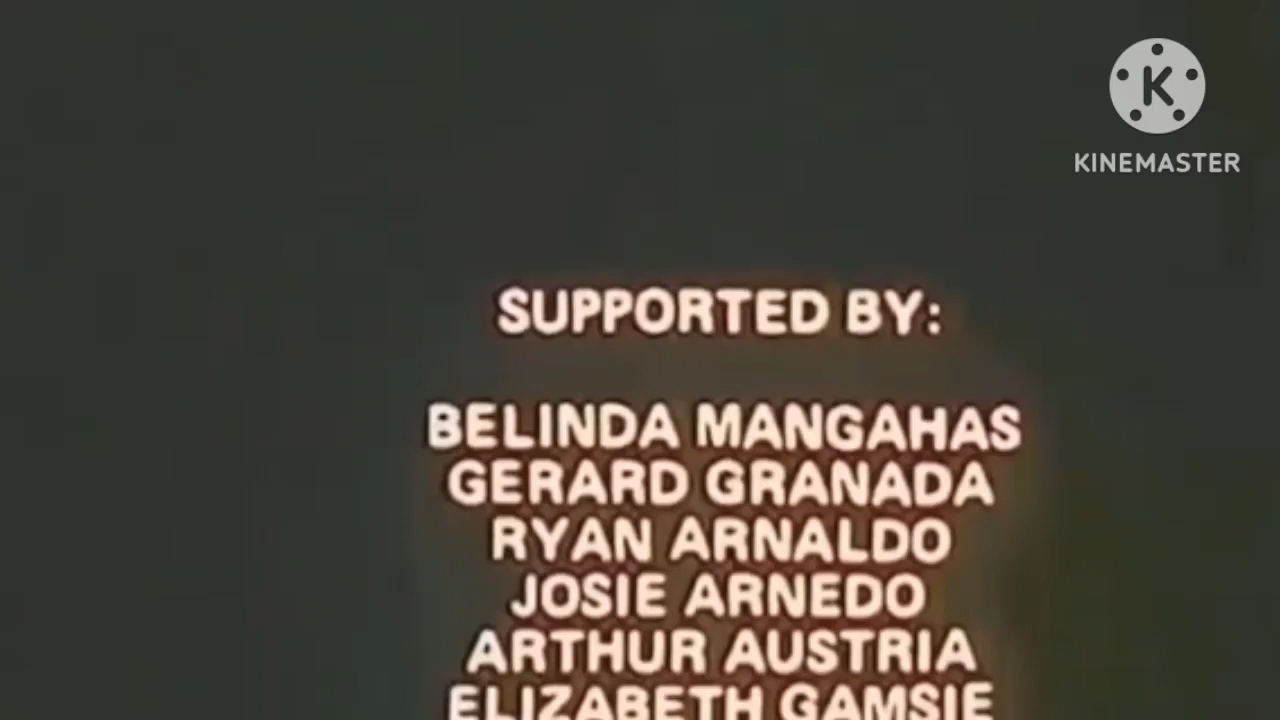 K
KINEMASTER
SUPPORTED BY:
BELINDA MANGAHAS
GERARD GRANADA
RYAN ARNALDO
JOSIE ARNEDO
ARTHUR AUSTRIA
ELIZABETH GAMSIE